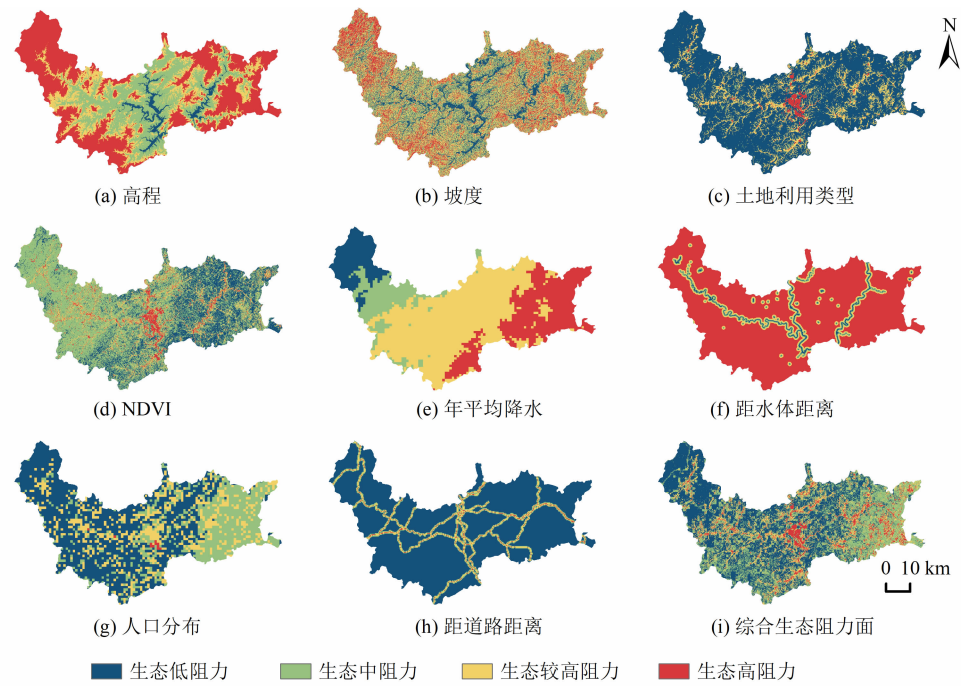 N
(a) 高程
(b) 坡度
(c) 土地利用类型
(d) NDVI
(e) 年平均降水
(f) 距水体距离
(g) 人口分布
(h) 距道路距离
0 10 km
(i) 综合生态阻力面
生态低阻力
生态中阻力
生态较高阻力
生态高阻力